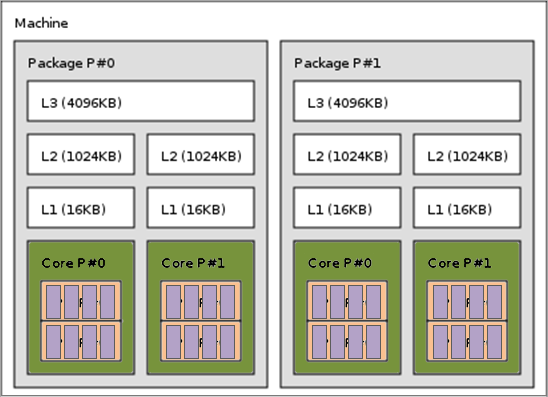 Machine
Package P#0
Package P#1
L3 (4096KB)
L3 (4096KB)
L2 (1024KB)
L2 (1024KB)
L2 (1024KB)
L2 (1024KB)
L1 (16KB)
L1 (16KB)
L1 (16KB)
L1 (16KB)
Core P#0
Core P#1
Core P#0
Core P#1